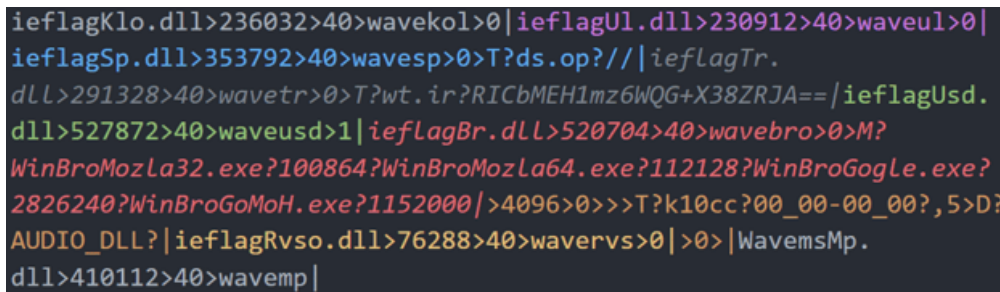 ieflagKlo.dll>236032>40>wavekol>0|ieflagUl.dll>230912>40>waveul>0|
ieflagSp.dll>353792>40>wavesp>0>T?ds.op?//|ieflagTr.
dll>291328>40>wavetr>0>T?wt.ir?RICbMEH1mz6WQG+X38ZRJA==|ieflagUsd.
dll>527872>40>waveusd>1|ieflagBr.dll>520704>40>wavebro>0>M?
WinBroMozla32.exe?100864?WinBroMozla64.exe?112128?WinBroGogle.exe?
2826240?WinBroGoMoH.exe?1152000|>4096>0>>>T?k10cc?00_00-00_00?,5>D?
AUDIO_DLL?|ieflagRvso.dll>76288>40>wavervs>0|>0>|WavemsMp.
dll>410112>40>wavemp|